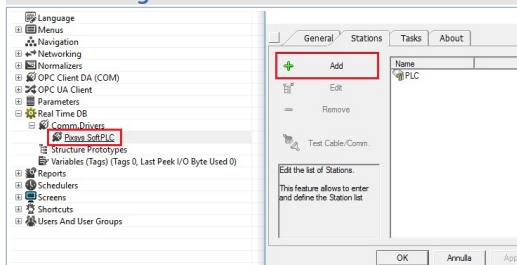 Language
Menus
Navigation
Networking
Normalizers
OPC Client DA (COM)
OPC UA Client
Parameters
Real Time DB
Comm.Drivers
Pixsys SoftPLC
Structure Prototypes
Variables (Tags) (Tags 0, Last Peek I/O Byte Used 0)
Reports
Schedulers
Screens
Shortcuts
Users And User Groups
General Stations Tasks About
Add
Edit
Remove
Test Cable/Comm.
Edit the list of Stations.
This feature allows to enter
and define the Station list
Name
PLC
OK Annulla App